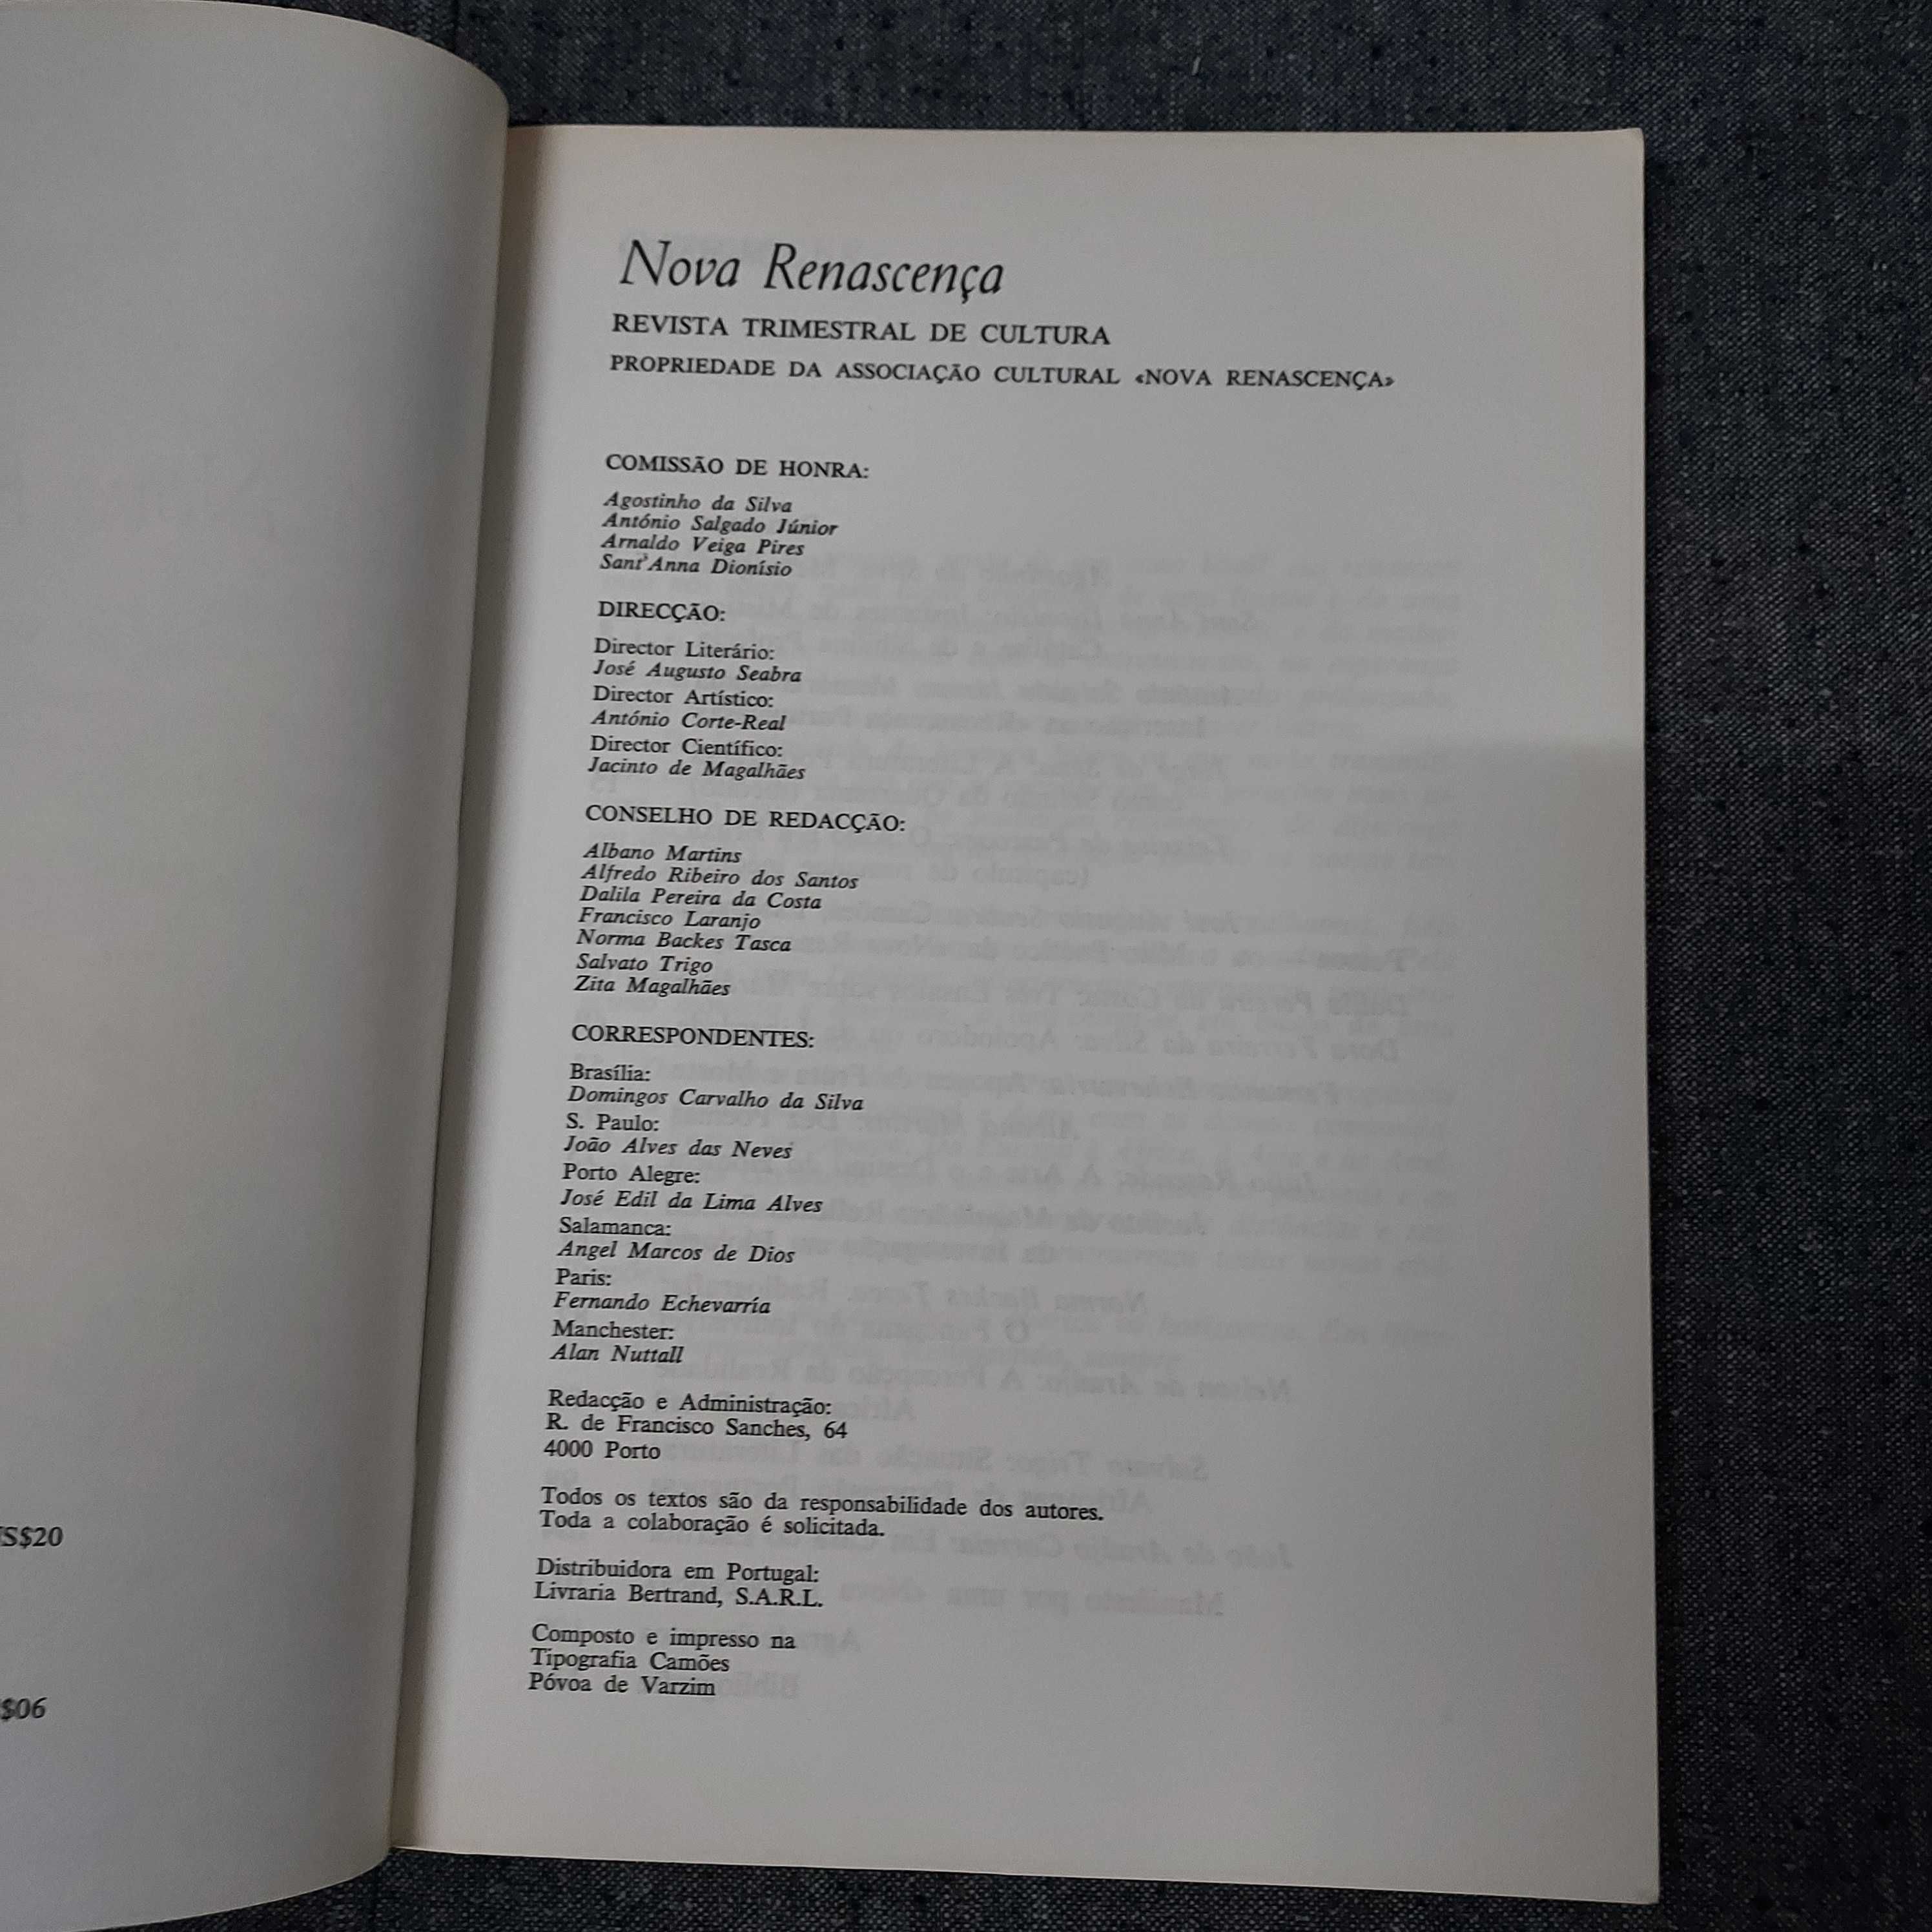 Nova Renascença
REVISTA TRIMESTRAL DE CULTURA
PROPRIEDADE DA ASSOCIAÇÃO CULTURAL «NOVA RENASCENÇA»
COMISSÃO DE HONRA:
Agostinho da Silva
António Salgado Júnior
Arnaldo Veiga Pires
Sant'Anna Dionísio
DIRECÇÃO:
Director Literário:
José Augusto Seabra
Director Artístico:
António Corte-Real
Director Científico:
Jacinto de Magalhães
CONSELHO DE REDACÇÃO:
Albano Martins
Alfredo Ribeiro dos Santos
Dalila Pereira da Costa
Francisco Laranjo
Norma Backes Tasca
Salvato Trigo
Zita Magalhães
CORRESPONDENTES:
Brasília:
Domingos Carvalho da Silva
S. Paulo:
João Alves das Neves
Porto Alegre:
José Edil da Lima Alves
Salamanca:
Angel Marcos de Dios
Paris:
Fernando Echevarría
Manchester:
Alan Nuttall
Redacção e Administração:
R. de Francisco Sanches, 64
4000 Porto
Todos os textos são da responsabilidade dos autores.
Toda a colaboração é solicitada.
Distribuidora em Portugal:
Livraria Bertrand, S.A.R.L.
Composto e impresso na
Tipografia Camões
Póvoa de Varzim
S$20
$06